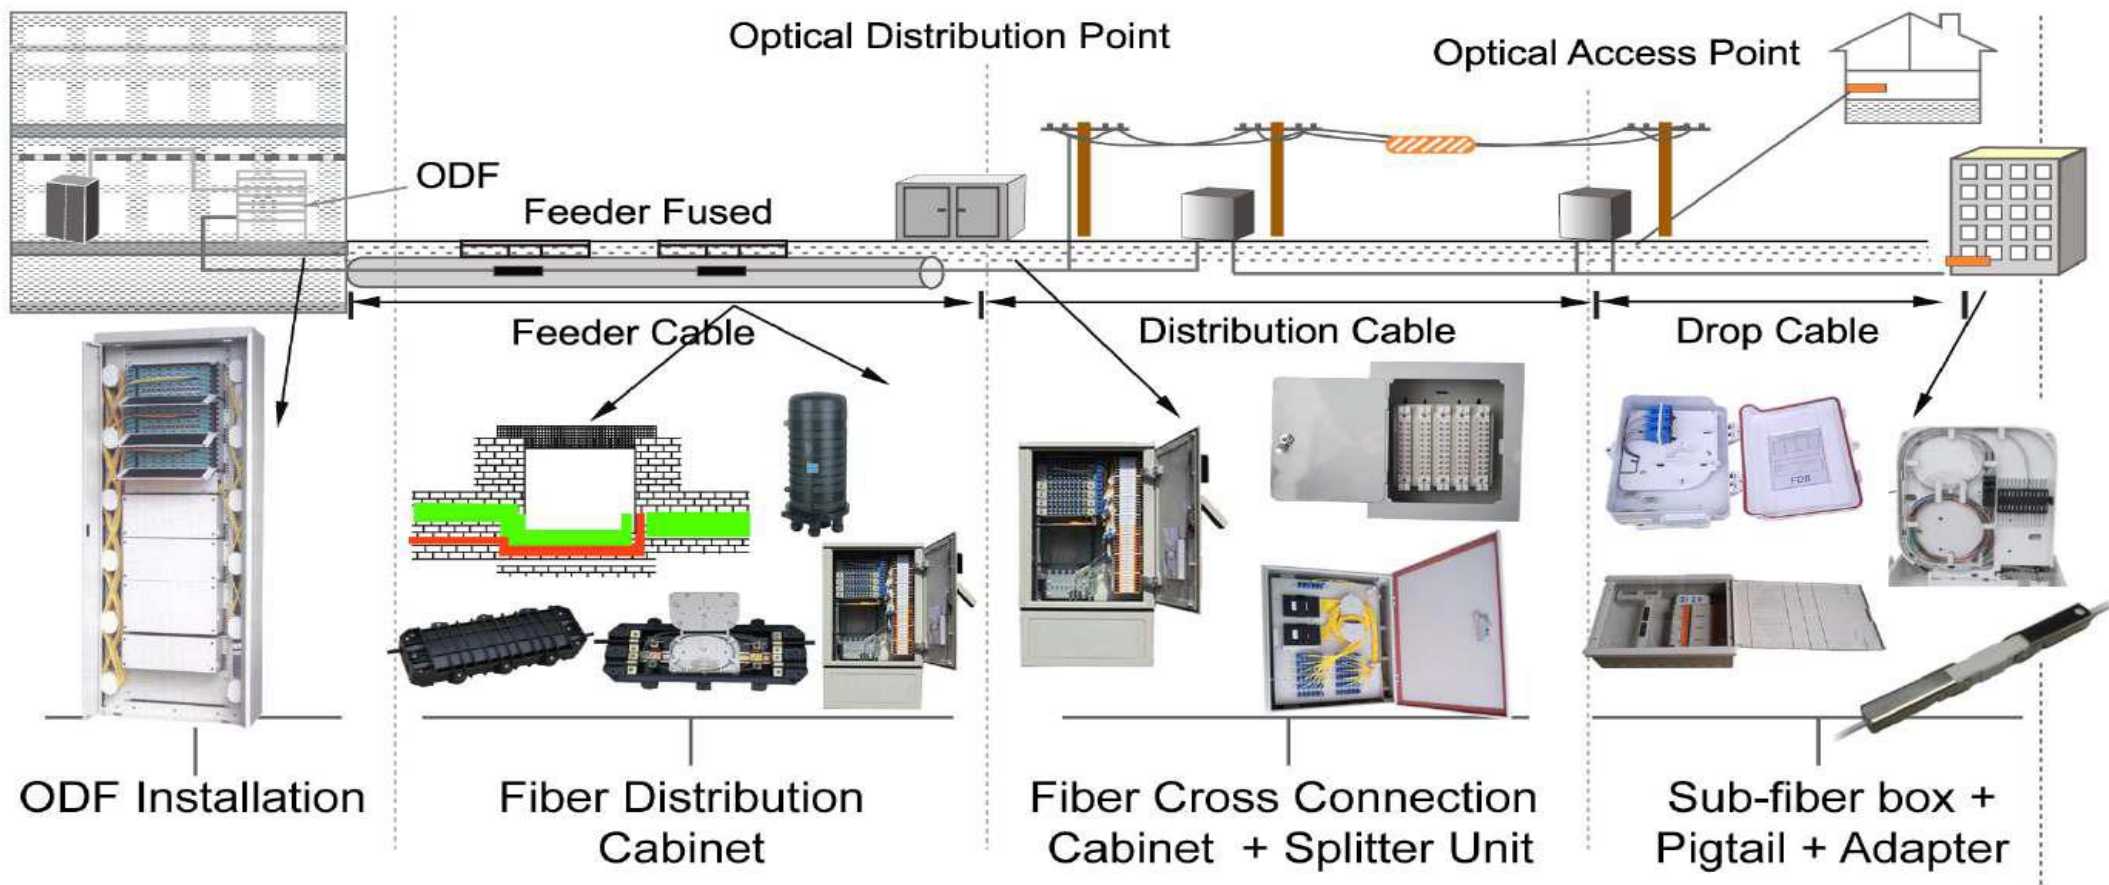 Optical Distribution Point
Optical Access Point
ODF
Feeder Fused
Feeder Cable
Distribution Cable
Drop Cable
FDB
ODF Installation
Fiber Distribution
Cabinet
Fiber Cross Connection
Cabinet + Splitter Unit
Sub-fiber box +
Pigtail + Adapter